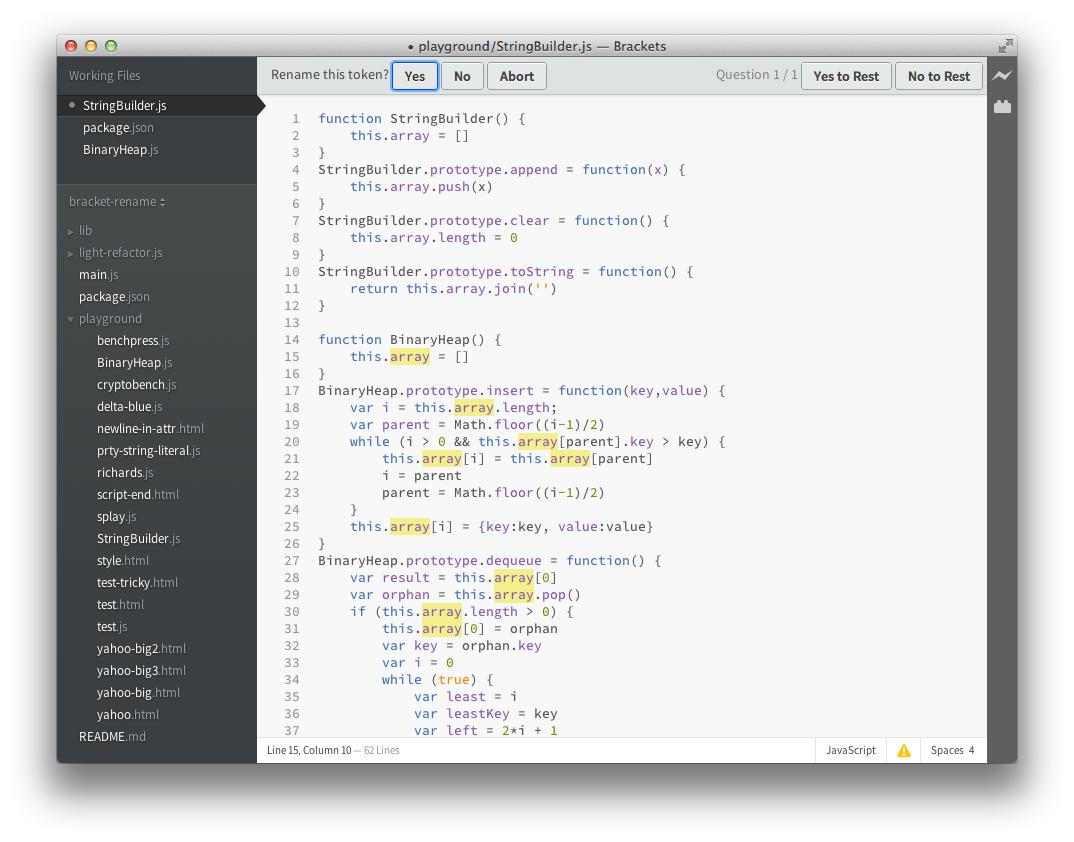 • playground/StringBuilder.js — Brackets
Working Files
StringBuilder.js
package.json
BinaryHeap.js
bracket-rename
lib
light-refactor.js
main.js
package.json
playground
benchpress.js
BinaryHeap.js
cryptobench.js
delta-blue.js
newline-in-attr.html
prty-string-literal.js
richards.js
script-end.html
splay.js
StringBuilder.js
style.html
test-tricky.html
test.html
test.js
yahoo-big2.html
yahoo-big3.html
yahoo-big.html
yahoo.html
README.md
Rename this token? Yes No Abort Question 1 / 1 Yes to Rest No to Rest
1 function StringBuilder() {
2     this.array = []
3 }
4 StringBuilder.prototype.append = function(x) {
5     this.array.push(x)
6 }
7 StringBuilder.prototype.clear = function() {
8     this.array.length = 0
9 }
10 StringBuilder.prototype.toString = function() {
11     return this.array.join('')
12 }
13
14 function BinaryHeap() {
15     this.array = []
16 }
17 BinaryHeap.prototype.insert = function(key,value) {
18     var i = this.array.length;
19     var parent = Math.floor((i-1)/2)
20     while (i > 0 && this.array[parent].key > key) {
21         this.array[i] = this.array[parent]
22         i = parent
23         parent = Math.floor((i-1)/2)
24     }
25     this.array[i] = {key:key, value:value}
26 }
27 BinaryHeap.prototype.dequeue = function() {
28     var result = this.array[0]
29     var orphan = this.array.pop()
30     if (this.array.length > 0) {
31         this.array[0] = orphan
32         var key = orphan.key
33         var i = 0
34         while (true) {
35             var least = i
36             var leastKey = key
37             var left = 2*i + 1
Line 15, Column 10 — 62 Lines JavaScript Spaces 4